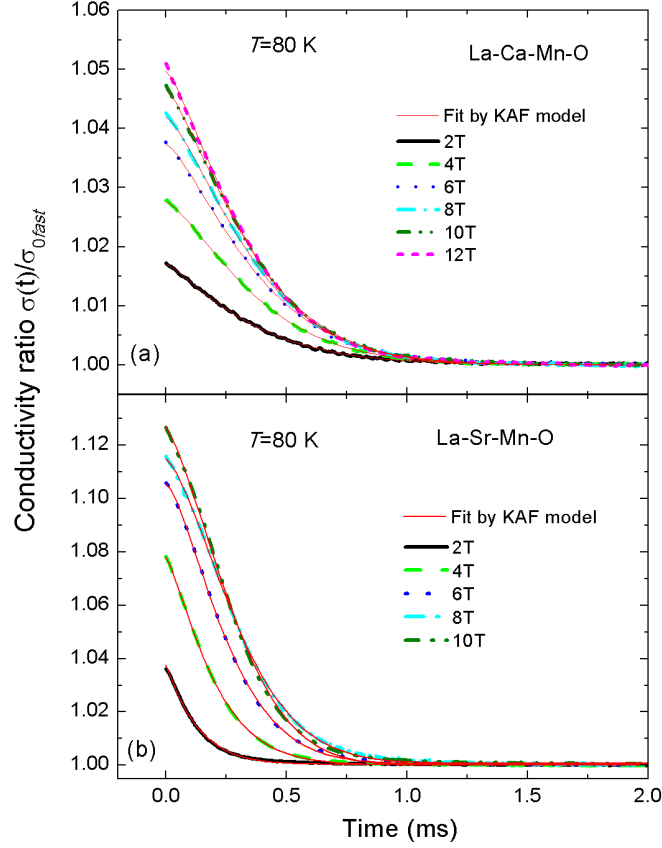 1.06
1.05
1.04
1.03
1.02
1.01
1.00
T=80 K
La-Ca-Mn-O
Fit by KAF model
2T
4T
6T
8T
10T
12T
(a)
Conductivity ratio σ(t)/σ0fast
1.12
1.10
1.08
1.06
1.04
1.02
1.00
T=80 K
La-Sr-Mn-O
Fit by KAF model
2T
4T
6T
8T
10T
(b)
0.0 0.5 1.0 1.5 2.0
Time (ms)